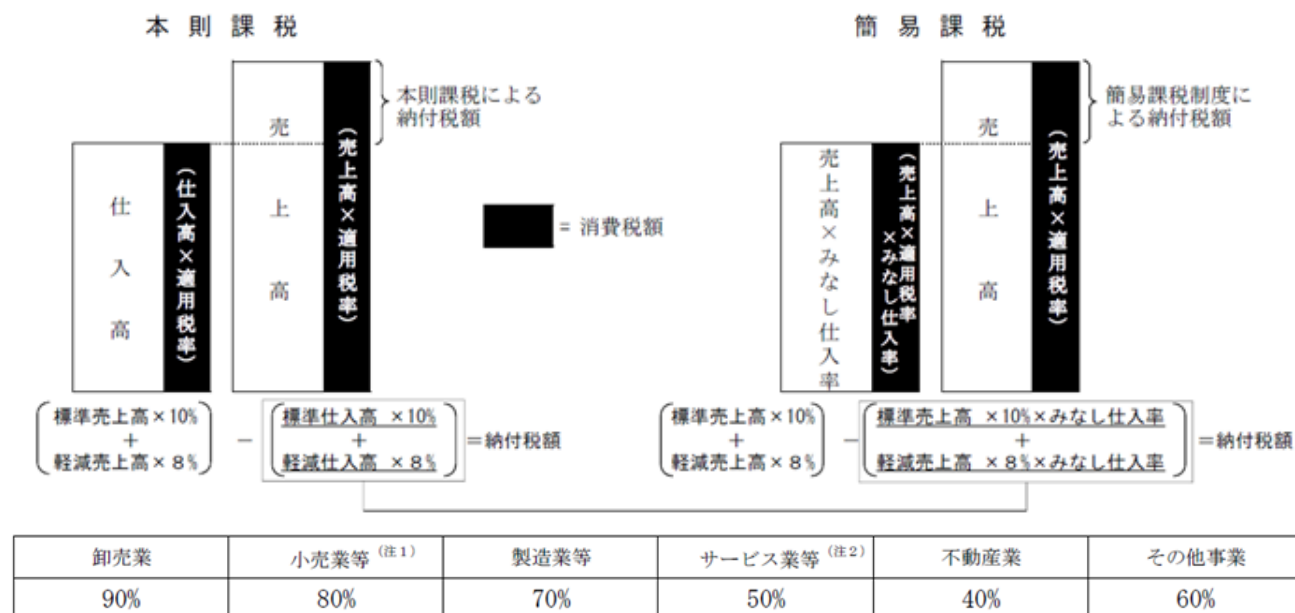 本則課税
本則課税による
納付税額
売上高
(売上高×適用税率)
仕入高
(仕入高×適用税率)
= 消費税額
標準売上高×10%
+
軽減売上高×8%
-
標準仕入高 ×10%
+
軽減仕入高 ×8%
=納付税額
簡易課税
簡易課税制度に
よる納付税額
売上高
(売上高×適用税率)
売上高×みなし仕入率
(売上高×適用税率
×みなし仕入率)
標準売上高×10%
+
軽減売上高×8%
-
標準売上高 ×10%×みなし仕入率
+
軽減売上高 ×8%×みなし仕入率
=納付税額
卸売業 小売業等(注1) 製造業等 サービス業等(注2) 不動産業 その他事業
90% 80% 70% 50% 40% 60%